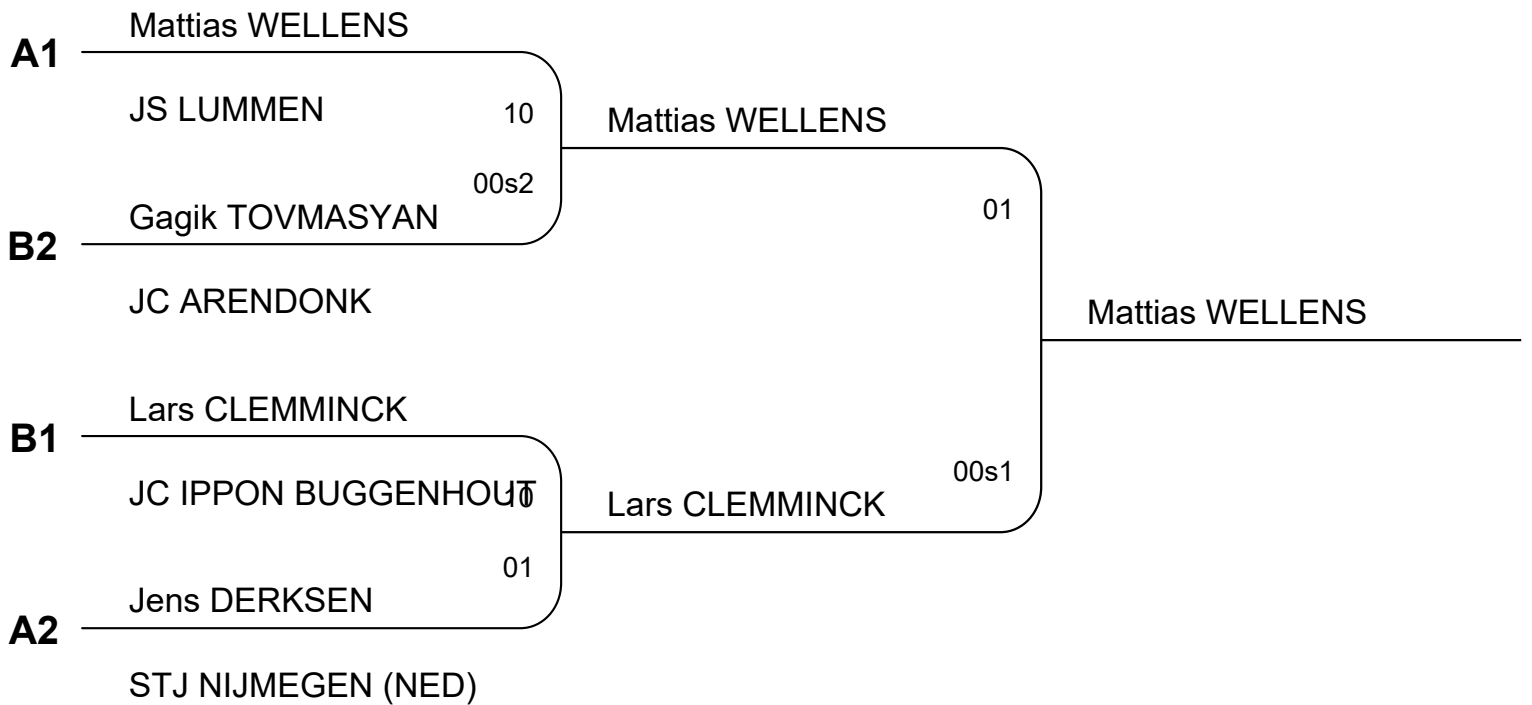 Mattias WELLENS
A1
JS LUMMEN
10
Mattias WELLENS
00s2
Gagik TOVMASYAN
01
B2
JC ARENDONK
Mattias WELLENS
Lars CLEMMINCK
B1
JC IPPON BUGGENHOUT
10
00s1
Lars CLEMMINCK
01
Jens DERKSEN
A2
STJ NIJMEGEN (NED)